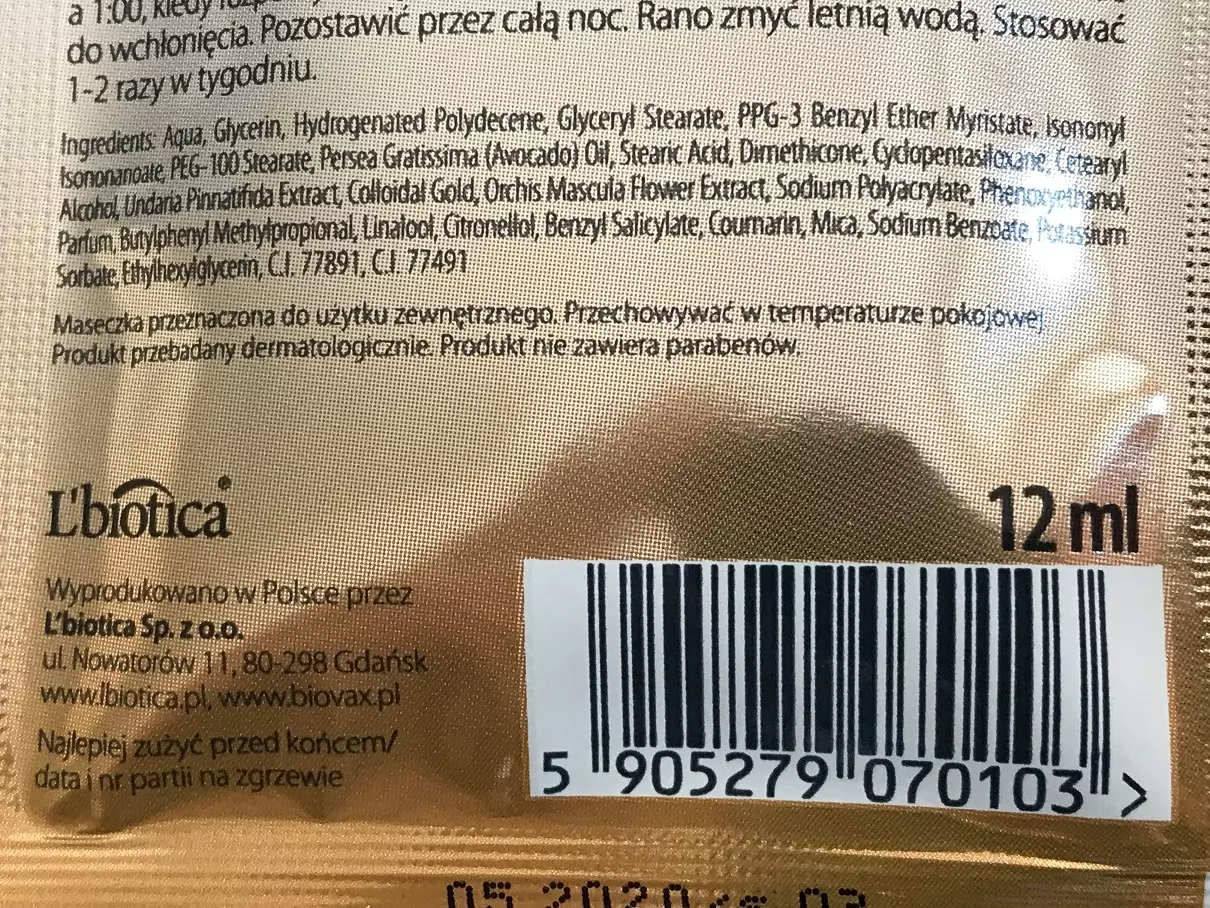 a 1:00, kiedy
do wchłonięcia. Pozostawić przez całą noc. Rano zmyć letnią wodą. Stosować
1-2 razy w tygodniu.
Ingredients: Aqua, Glycerin, Hydrogenated Polydecene, Glyceryl Stearate, PPG-3 Benzyl Ether Myristate, Isononyl
Isononanoate, PEG-100 Stearate, Persea Gratissima (Avocado) Oil, Stearic Acid, Dimethicone, Cyclopentasiloxane, Cetearyl
Alcohol, Undaria Pinnatifida Extract, Colloidal Gold, Orchis Mascula Flower Extract, Sodium Polyacrylate, Phenoxyethanol,
Parfum, Butylphenyl Methylpropional, Linalool, Citronellol, Benzyl Salicylate, Coumarin, Mica, Sodium Benzoate, Potassium
Sorbate, Ethylhexylglycerin, C.I. 77891, C.I. 77491
Maseczka przeznaczona do użytku zewnętrznego. Przechowywać w temperaturze pokojowej.
Produkt przebadany dermatologicznie. Produkt nie zawiera parabenów.
L'biotica
12 ml
Wyprodukowano w Polsce przez
L'biotica Sp. z o.o.
ul. Nowatorów 11, 80-298 Gdańsk
www.lbiotica.pl, www.biovax.pl
Najlepiej zużyć przed końcem/
data i nr partii na zgrzewie
5 905279 070103 >
05 2020